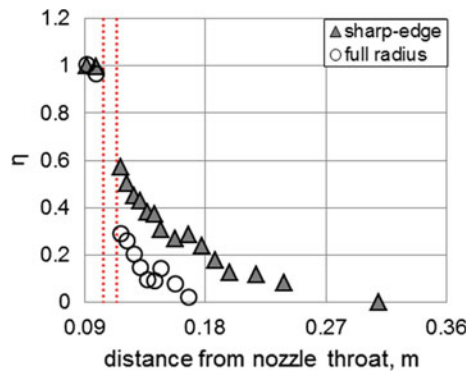 1.2
sharp-edge
full radius
1
0.8
0.6
η
0.4
0.2
0
0.09 0.18 0.27 0.36
distance from nozzle throat, m